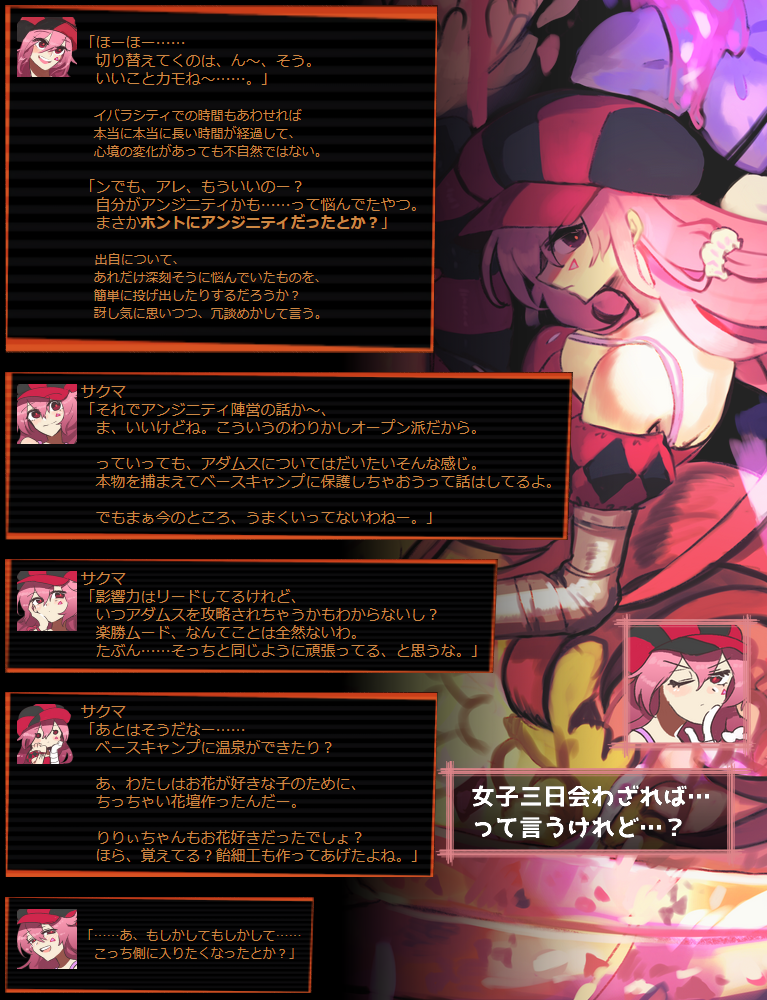 「ほーほー……
切り替えてくのは、ん～、そう。
いいことカモね～……。」
イバラシティでの時間もあわせれば
本当に本当に長い時間が経過して、
心境の変化があっても不自然ではない。
「ンでも、アレ、もういいのー？
自分がアンジニティかも……って悩んでたやつ。
まさかホントにアンジニティだったとか？」
出自について、
あれだけ深刻そうに悩んでいたものを、
簡単に投げ出したりするだろうか？
訝し気に思いつつ、冗談めかして言う。
サクマ
「それでアンジニティ陣営の話か～、
ま、いいけどね。こういうのわりかしオープン派だから。
っていっても、アダムスについてはだいたいそんな感じ。
本物を捕まえてベースキャンプに保護しちゃおうって話はしてるよ。
でもまぁ今のところ、うまくいってないわねー。」
サクマ
「影響力はリードしてるけれど、
いつアダムスを攻略されちゃうかもわからないし？
楽勝ムード、なんてことは全然ないわ。
たぶん……そっちと同じように頑張ってる、と思うな。」
サクマ
「あとはそうだなー……
ベースキャンプに温泉ができたり？
あ、わたしはお花が好きな子のために、
ちっちゃい花壇作ったんだー。
りりぃちゃんもお花好きだったでしょ？
ほら、覚えてる？飴細工も作ってあげたよね。」
女子三日会わざれば…
って言うけれど…？
「……あ、もしかしてもしかして……
こっち側に入りたくなったとか？」